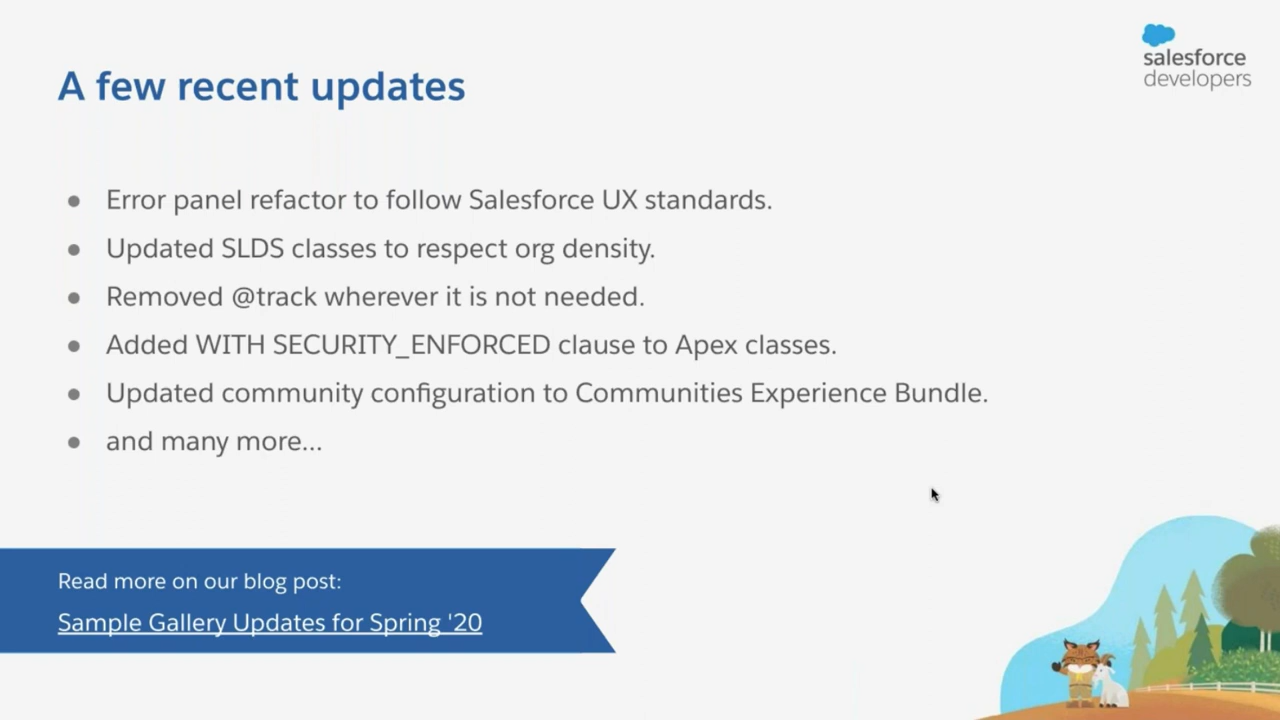 salesforce
developers
A few recent updates
● Error panel refactor to follow Salesforce UX standards.
● Updated SLDS classes to respect org density.
● Removed @track wherever it is not needed.
● Added WITH SECURITY_ENFORCED clause to Apex classes.
● Updated community configuration to Communities Experience Bundle.
● and many more...
Read more on our blog post:
Sample Gallery Updates for Spring '20